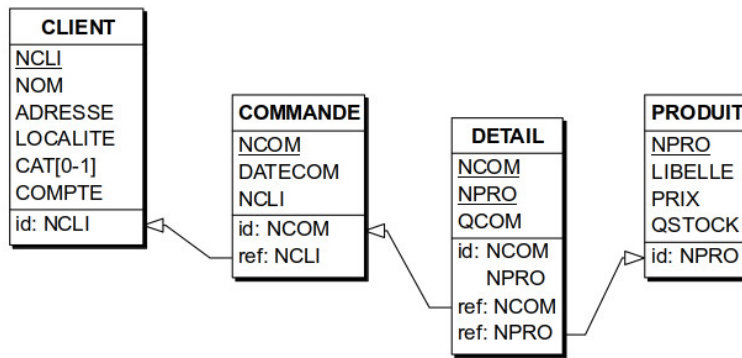 CLIENT
NCLI
NOM
ADRESSE
LOCALITE
CAT[0-1]
COMPTE
id: NCLI
COMMANDE
NCOM
DATECOM
NCLI
id: NCOM
ref: NCLI
DETAIL
NCOM
NPRO
QCOM
id: NCOM
NPRO
ref: NCOM
ref: NPRO
PRODUIT
NPRO
LIBELLE
PRIX
QSTOCK
id: NPRO